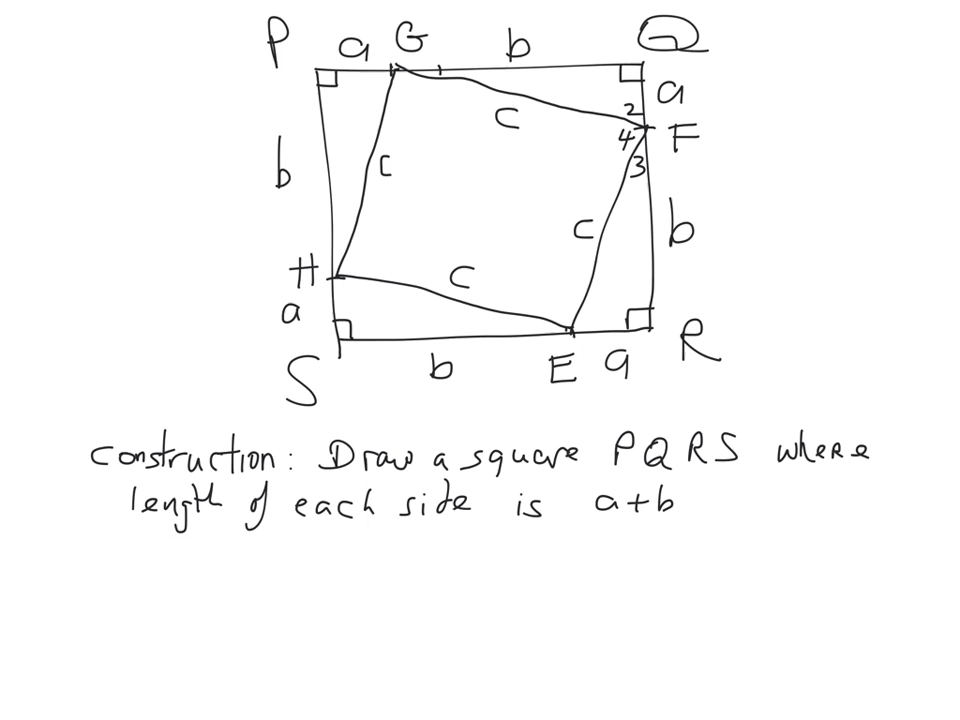 P a G b Q
a
c
2
4 F
3
b c
c b
H c
a
S b E a R
Construction: Draw a square PQRS where
length of each side is a+b